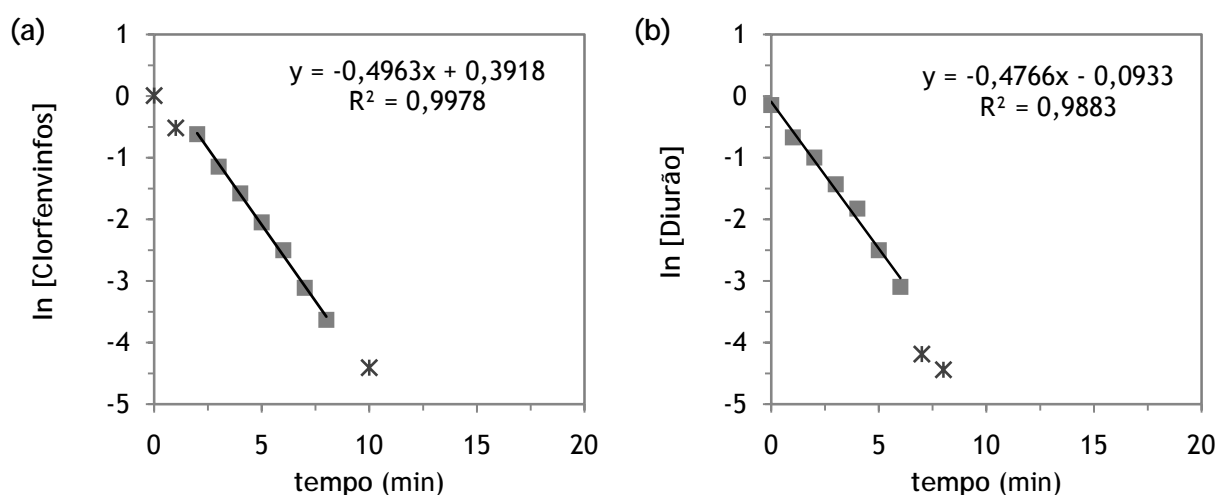 (a)
y = -0,4963x + 0,3918
R² = 0,9978
ln [Clorfenvinfos]
1
0
-1
-2
-3
-4
-5
0 5 10 15 20
tempo (min)
(b)
y = -0,4766x - 0,0933
R² = 0,9883
ln [Diurão]
1
0
-1
-2
-3
-4
-5
0 5 10 15 20
tempo (min)